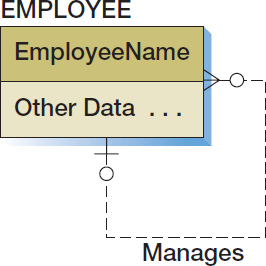 EMPLOYEE
EmployeeName
Other Data . . .
Manages